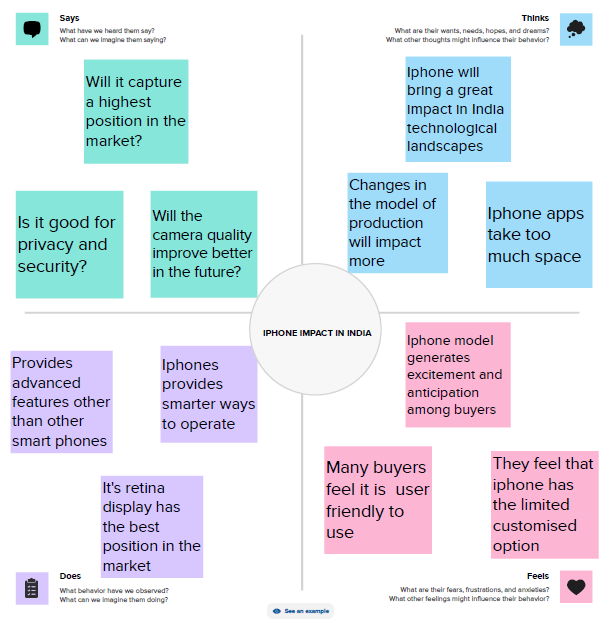 Says
What have we heard them say?
What can we imagine them saying?
Thinks
What are their wants, needs, hopes, and dreams?
What other thoughts might influence their behavior?
Will it capture
a highest
position in the
market?
Is it good for
privacy and
security?
Will the
camera quality
improve better
in the future?
Iphone will
bring a great
impact in India
technological
landscapes
Changes in
the model of
production
will impact
more
Iphone apps
take too
much space
IPHONE IMPACT IN INDIA
Provides
advanced
features other
than other
smart phones
Iphones
provides
smarter ways
to operate
It's retina
display has
the best
position in the
market
Iphone model
generates
excitement and
anticipation
among buyers
Many buyers
feel it is  user
friendly to
use
They feel that
iphone has
the limited
customised
option
Does
What behavior have we observed?
What can we imagine them doing?
Feels
What are their fears, frustrations, and anxieties?
What other feelings might influence their behavior?
See an example